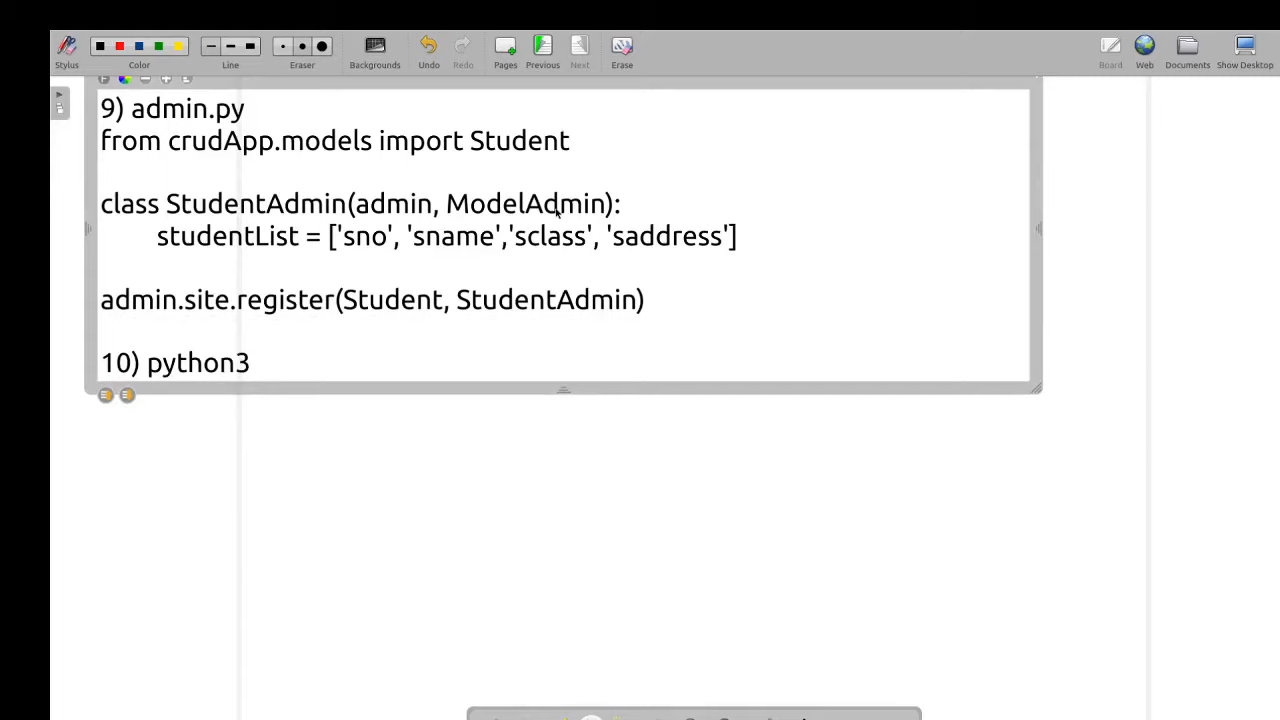 Stylus
Color
Line
Eraser
Backgrounds
Undo
Redo
Pages
Previous
Next
Erase
Board
Web
Documents
Show Desktop
9) admin.py
from crudApp.models import Student
class StudentAdmin(admin, ModelAdmin):
studentList = ['sno', 'sname','sclass', 'saddress']
admin.site.register(Student, StudentAdmin)
10) python3